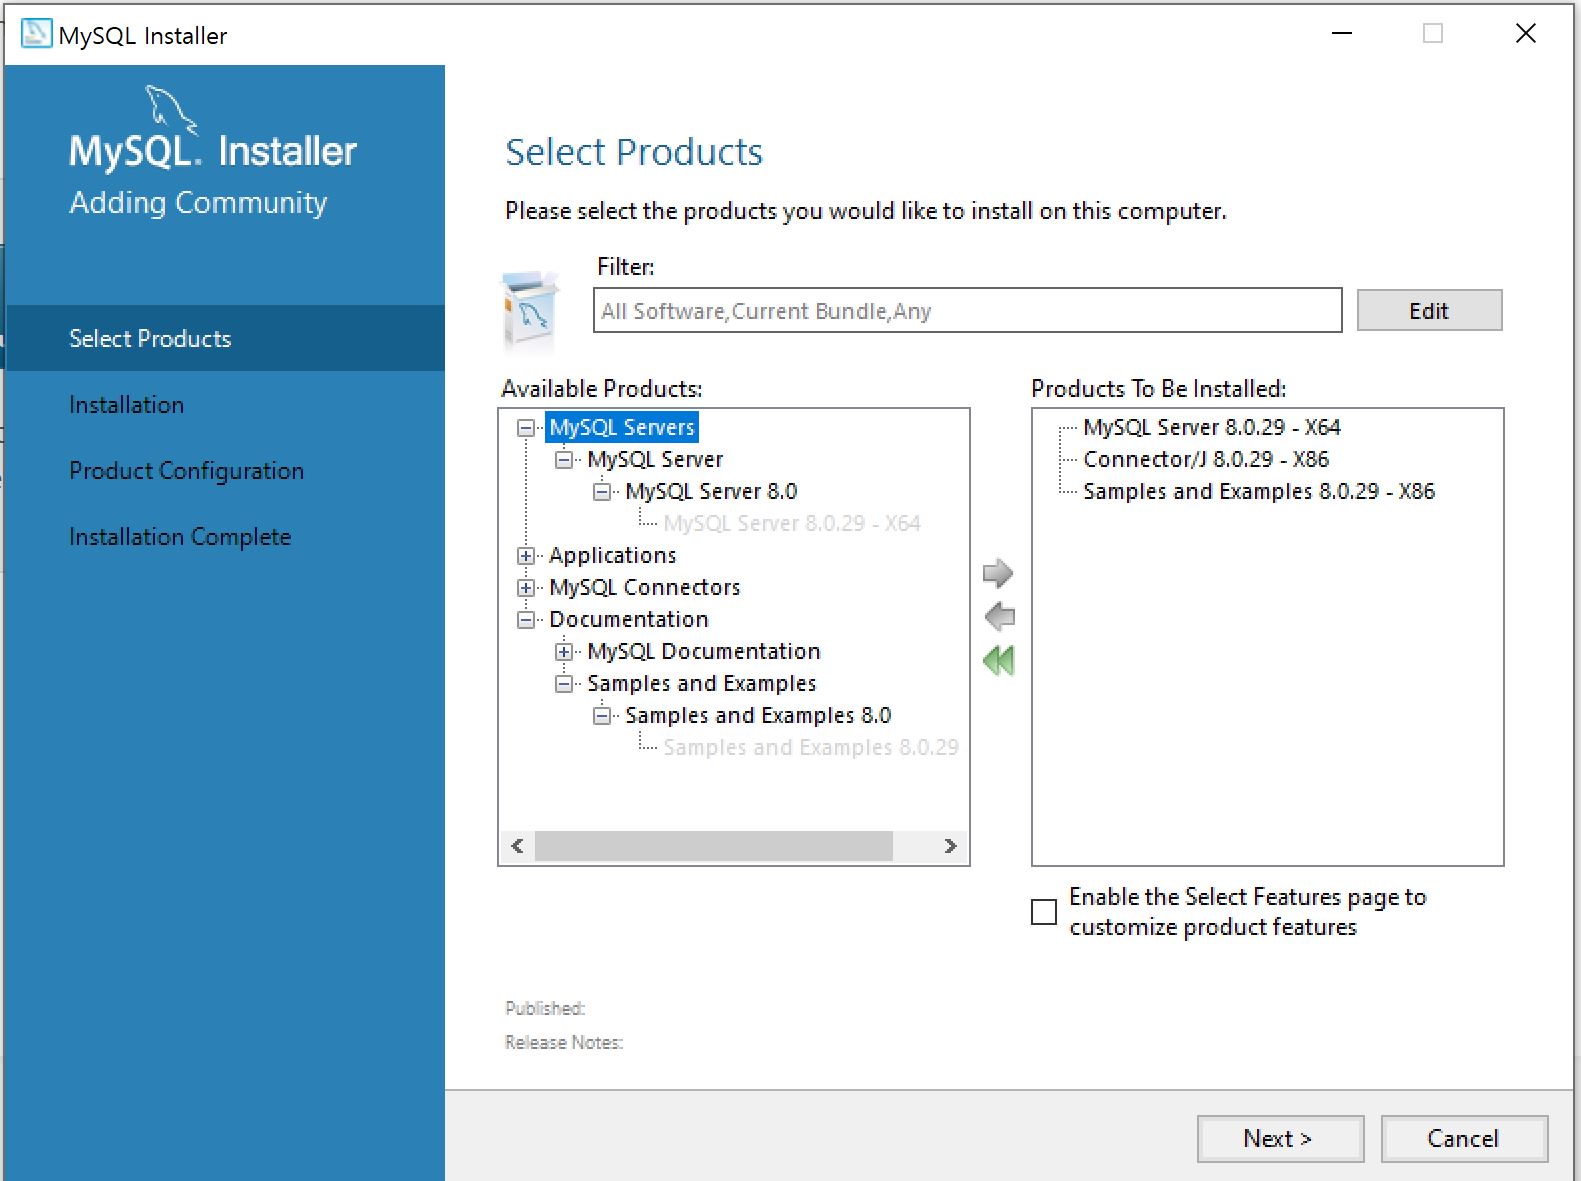 MySQL Installer
MySQL. Installer
Adding Community
Select Products
Installation
Product Configuration
Installation Complete
Select Products
Please select the products you would like to install on this computer.
Filter:
All Software,Current Bundle,Any
Edit
Available Products:
MySQL Servers
MySQL Server
MySQL Server 8.0
MySQL Server 8.0.29 - X64
Applications
MySQL Connectors
Documentation
MySQL Documentation
Samples and Examples
Samples and Examples 8.0
Samples and Examples 8.0.29
Products To Be Installed:
MySQL Server 8.0.29 - X64
Connector/J 8.0.29 - X86
Samples and Examples 8.0.29 - X86
Enable the Select Features page to
customize product features
Published:
Release Notes:
Next >
Cancel